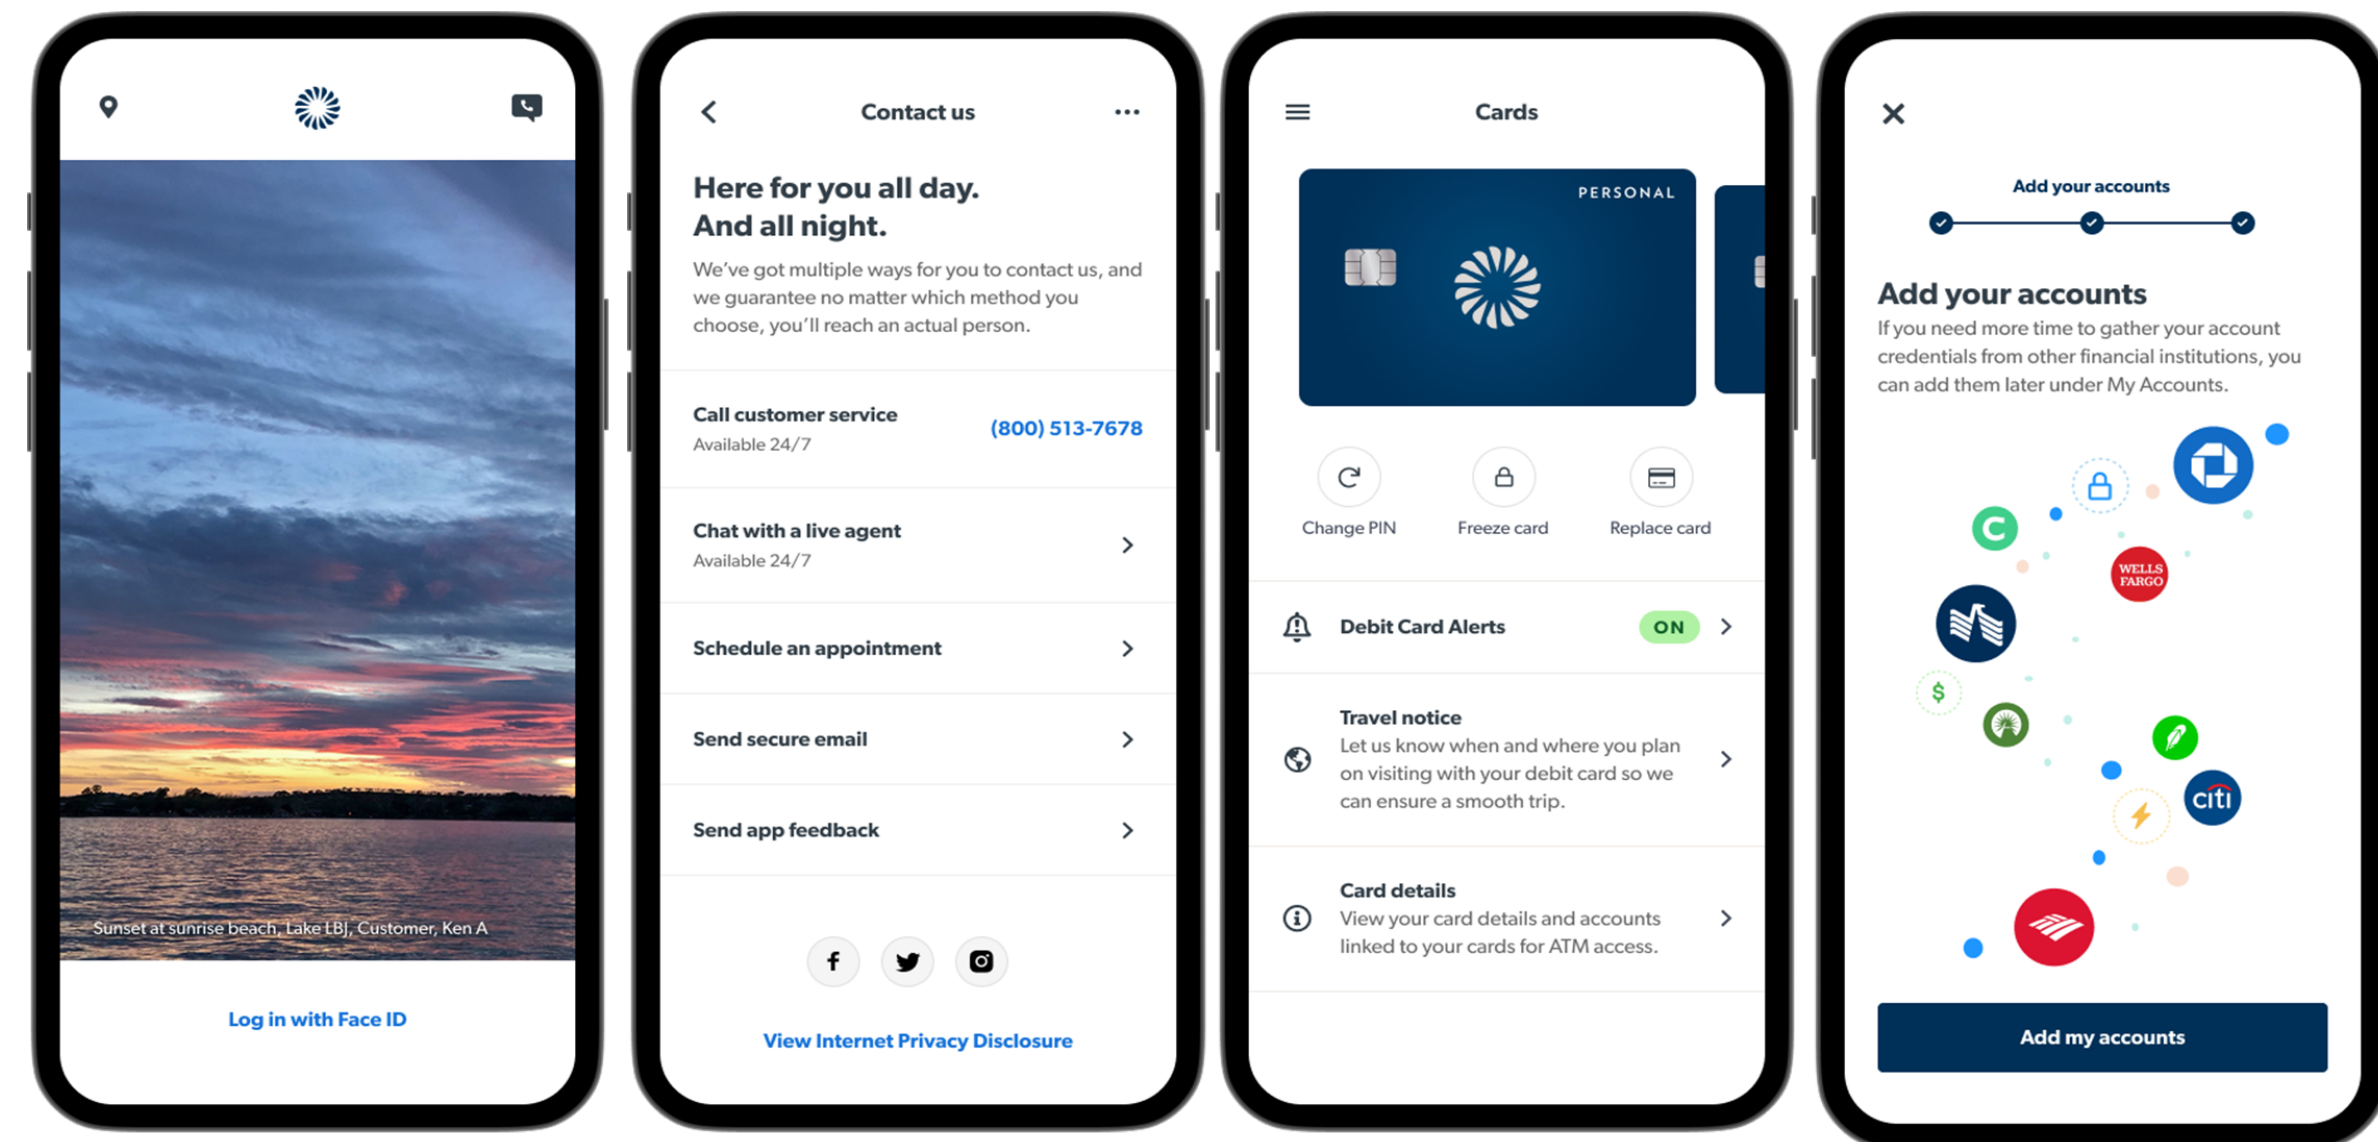 Sunset at sunrise beach, Lake LBJ, Customer, Ken A
Log in with Face ID
Contact us
Here for you all day.
And all night.
We’ve got multiple ways for you to contact us, and
we guarantee no matter which method you
choose, you’ll reach an actual person.
Call customer service
Available 24/7
(800) 513-7678
Chat with a live agent
Available 24/7
Schedule an appointment
Send secure email
Send app feedback
View Internet Privacy Disclosure
Cards
PERSONAL
Change PIN
Freeze card
Replace card
Debit Card Alerts
ON
Travel notice
Let us know when and where you plan
on visiting with your debit card so we
can ensure a smooth trip.
Card details
View your card details and accounts
linked to your cards for ATM access.
Add your accounts
Add your accounts
If you need more time to gather your account
credentials from other financial institutions, you
can add them later under My Accounts.
C
WELLS
FARGO
$
citi
Add my accounts